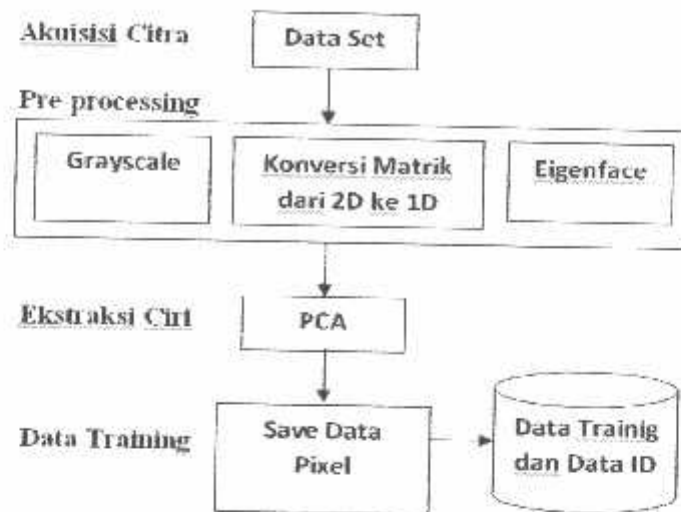 Akuisisi Citra
Data Set
Pre processing
Grayscale
Konversi Matrik
dari 2D ke 1D
Eigenface
Ekstraksi Ciri
PCA
Data Training
Save Data
Pixel
Data Trainig
dan Data ID